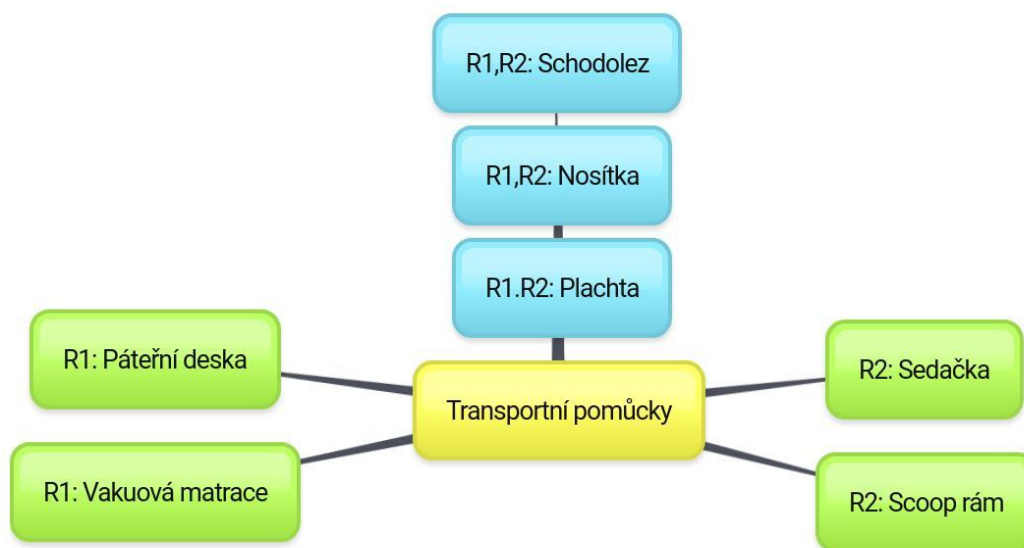 R1,R2: Schodolez
R1,R2: Nosítka
R1.R2: Plachta
R1: Páteřní deska
R2: Sedačka
Transportní pomůcky
R1: Vakuová matrace
R2: Scoop rám